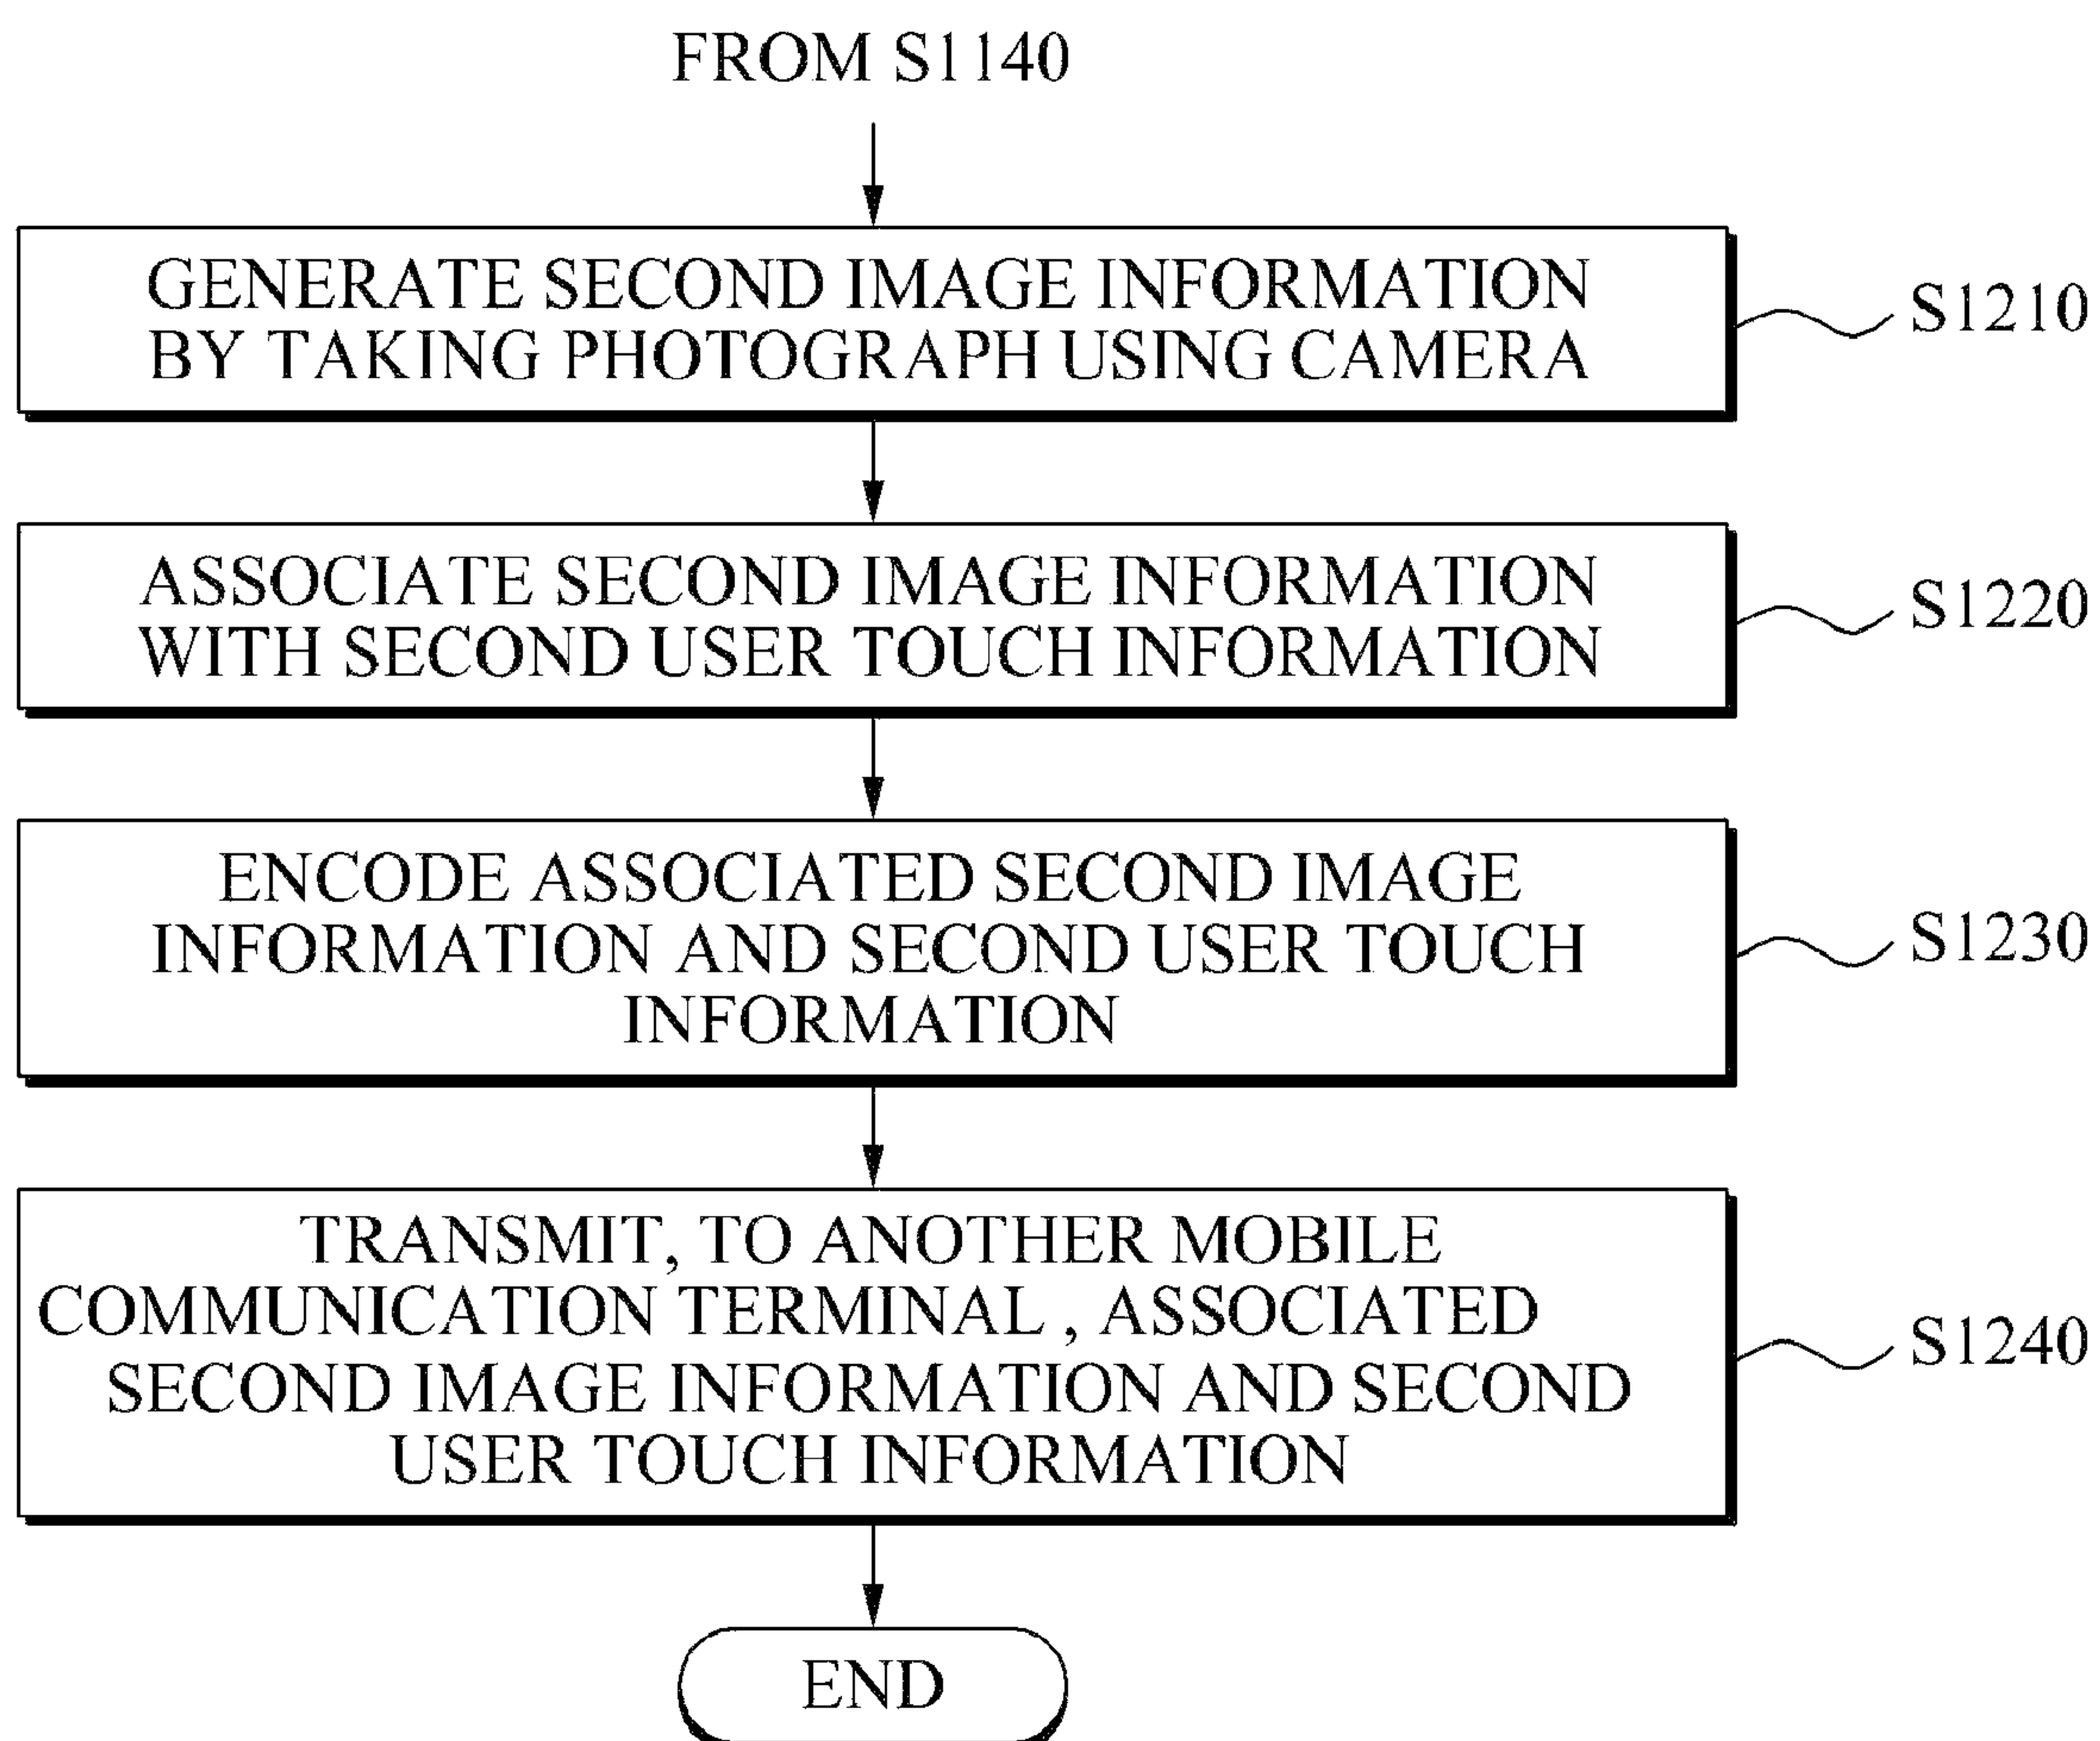 FROM S1140
GENERATE SECOND IMAGE INFORMATION
BY TAKING PHOTOGRAPH USING CAMERA
S1210
ASSOCIATE SECOND IMAGE INFORMATION
WITH SECOND USER TOUCH INFORMATION
S1220
ENCODE ASSOCIATED SECOND IMAGE
INFORMATION AND SECOND USER TOUCH
INFORMATION
S1230
TRANSMIT, TO ANOTHER MOBILE
COMMUNICATION TERMINAL , ASSOCIATED
SECOND IMAGE INFORMATION AND SECOND
USER TOUCH INFORMATION
S1240
END